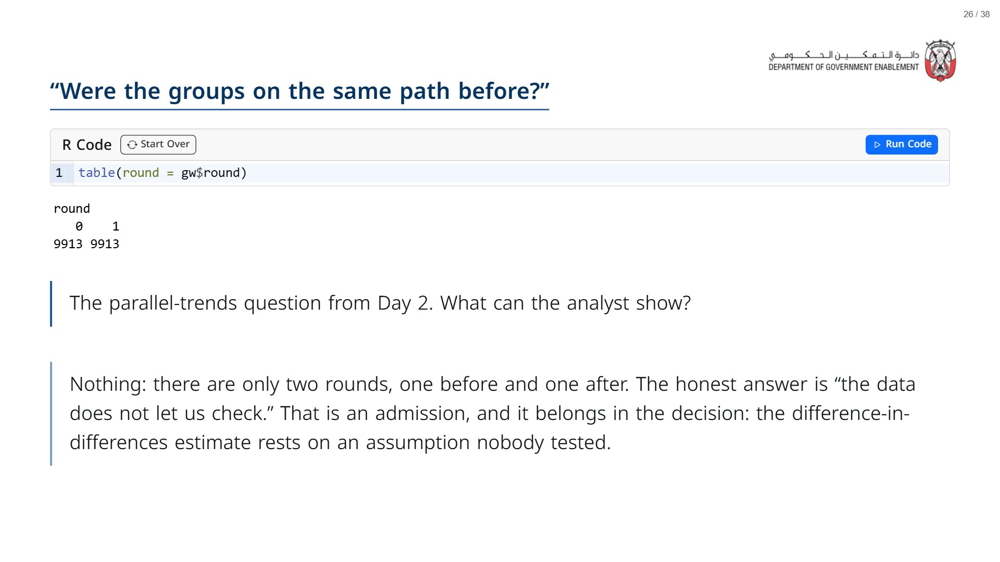 26 / 38
دائرة التمكين الحكومي
DEPARTMENT OF GOVERNMENT ENABLEMENT
“Were the groups on the same path before?”
R Code Start Over Run Code
1 table(round = gw$round)
round
0 1
9913 9913
The parallel-trends question from Day 2. What can the analyst show?
Nothing: there are only two rounds, one before and one after. The honest answer is “the data
does not let us check.” That is an admission, and it belongs in the decision: the difference-in-
differences estimate rests on an assumption nobody tested.